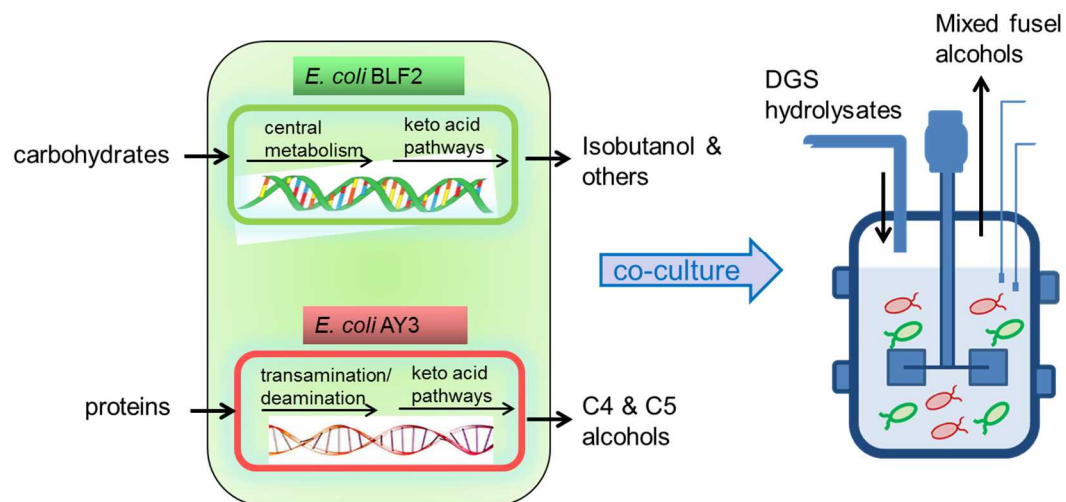 E. coli BLF2
carbohydrates
central
metabolism
keto acid
pathways
Isobutanol &
others
E. coli AY3
proteins
transamination/
deamination
keto acid
pathways
C4 & C5
alcohols
co-culture
DGS
hydrolysates
Mixed fusel
alcohols